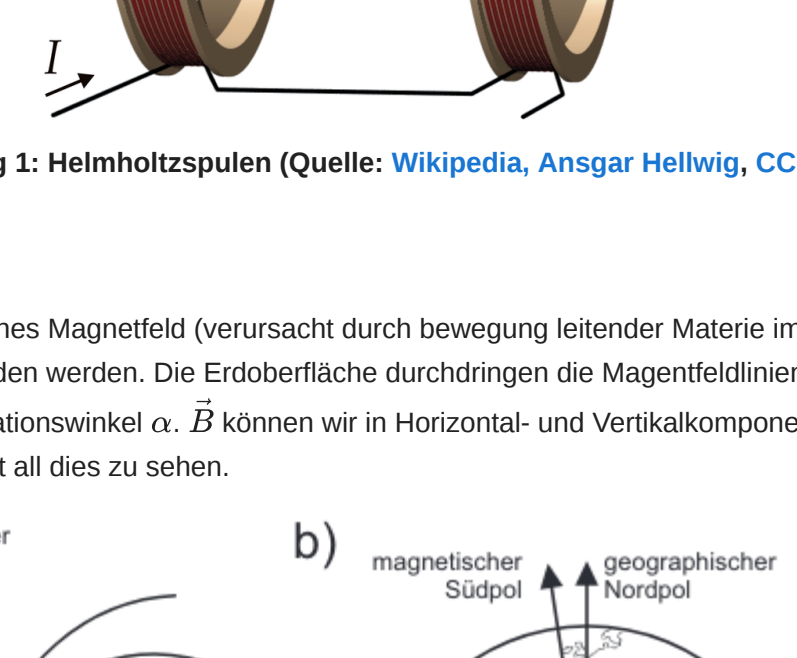 I
g 1: Helmholtzspulen (Quelle: Wikipedia, Ansgar Hellwig, CC
nes Magnetfeld (verursacht durch bewegung leitender Materie im
den werden. Die Erdoberfläche durchdringen die Magentfeldlinien
ationswinkel α. B⃗ können wir in Horizontal- und Vertikalkompone
t all dies zu sehen.
er
b)
magnetischer
Südpol
geographischer
Nordpol